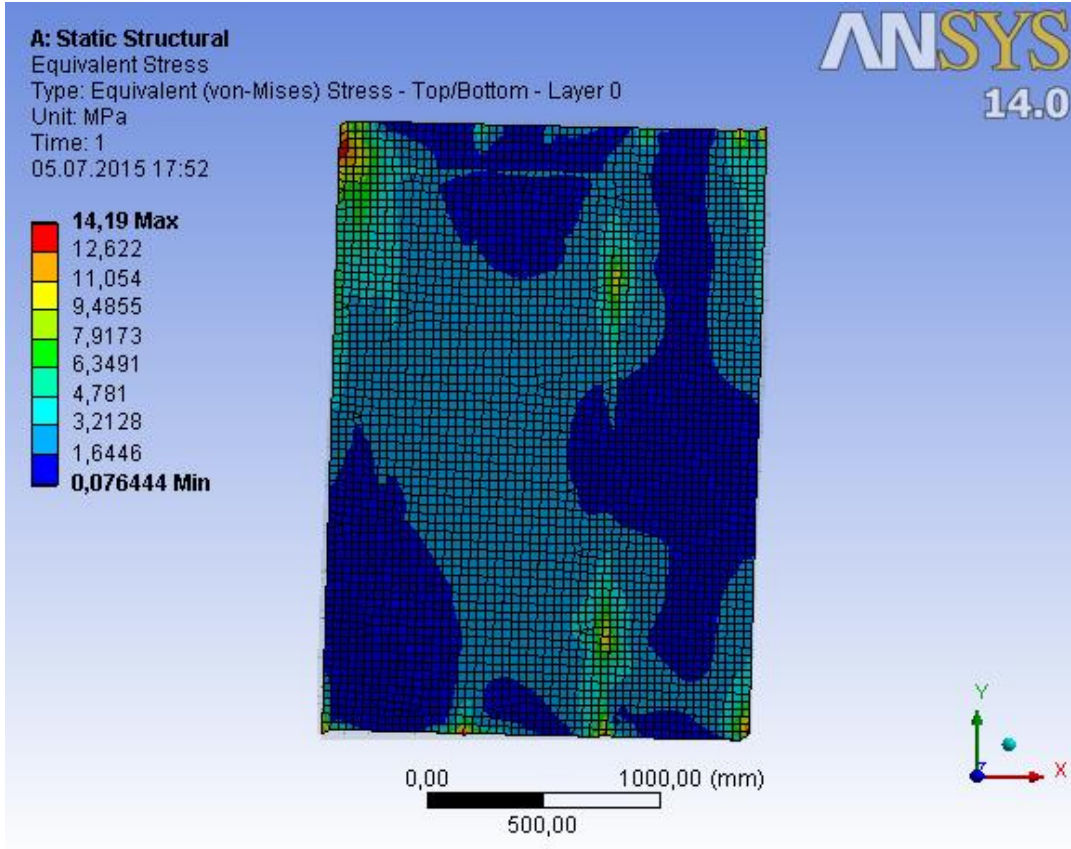 A: Static Structural
Equivalent Stress
Type: Equivalent (von-Mises) Stress - Top/Bottom - Layer 0
Unit: MPa
Time: 1
05.07.2015 17:52
ANSYS
14.0
14,19 Max
12,622
11,054
9,4855
7,9173
6,3491
4,781
3,2128
1,6446
0,076444 Min
0,00
1000,00 (mm)
500,00
Y
Z
X